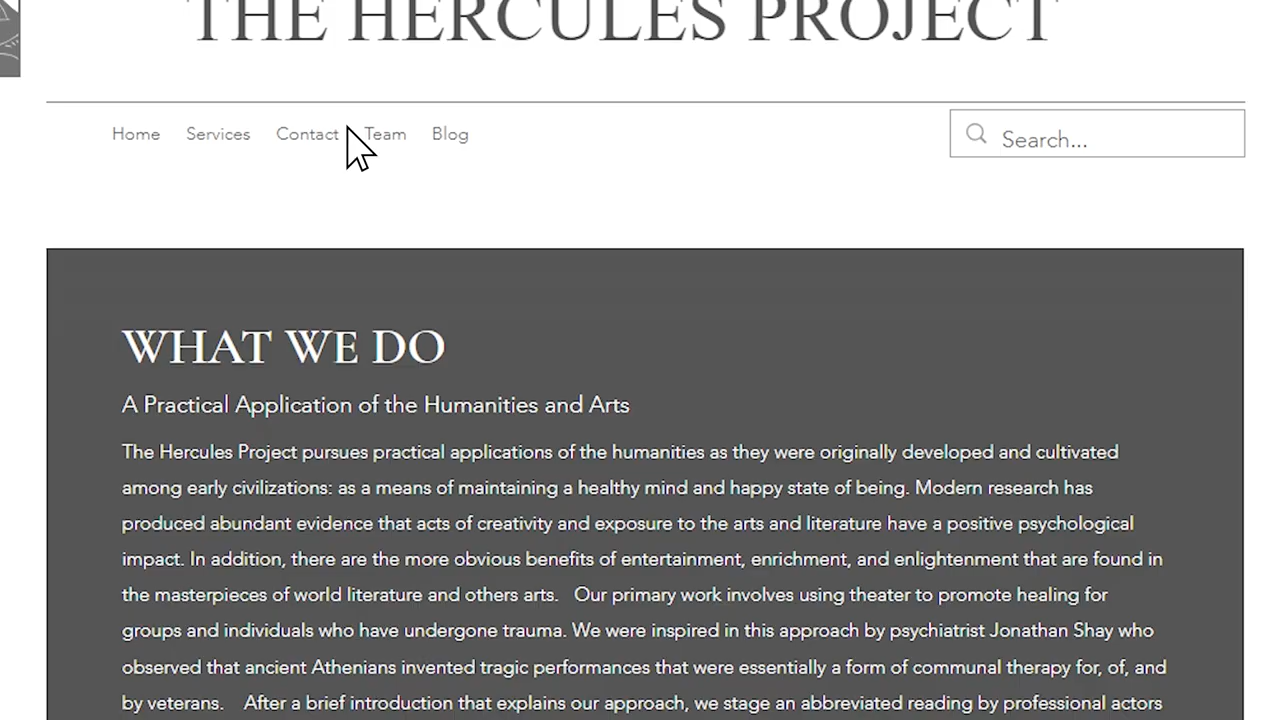 THE HERCULES PROJECT
Home Services Contact Team Blog
Search...
WHAT WE DO
A Practical Application of the Humanities and Arts
The Hercules Project pursues practical applications of the humanities as they were originally developed and cultivated
among early civilizations: as a means of maintaining a healthy mind and happy state of being. Modern research has
produced abundant evidence that acts of creativity and exposure to the arts and literature have a positive psychological
impact. In addition, there are the more obvious benefits of entertainment, enrichment, and enlightenment that are found in
the masterpieces of world literature and others arts.   Our primary work involves using theater to promote healing for
groups and individuals who have undergone trauma. We were inspired in this approach by psychiatrist Jonathan Shay who
observed that ancient Athenians invented tragic performances that were essentially a form of communal therapy for, of, and
by veterans.    After a brief introduction that explains our approach, we stage an abbreviated reading by professional actors